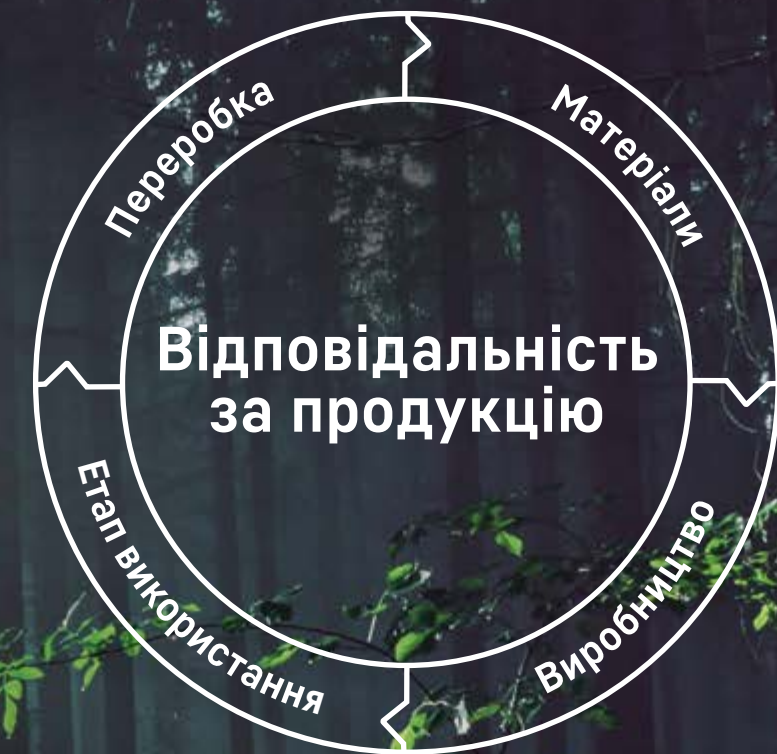 Відповідальність
за продукцію
Матеріали
Виробництво
Етап використання
Переробка